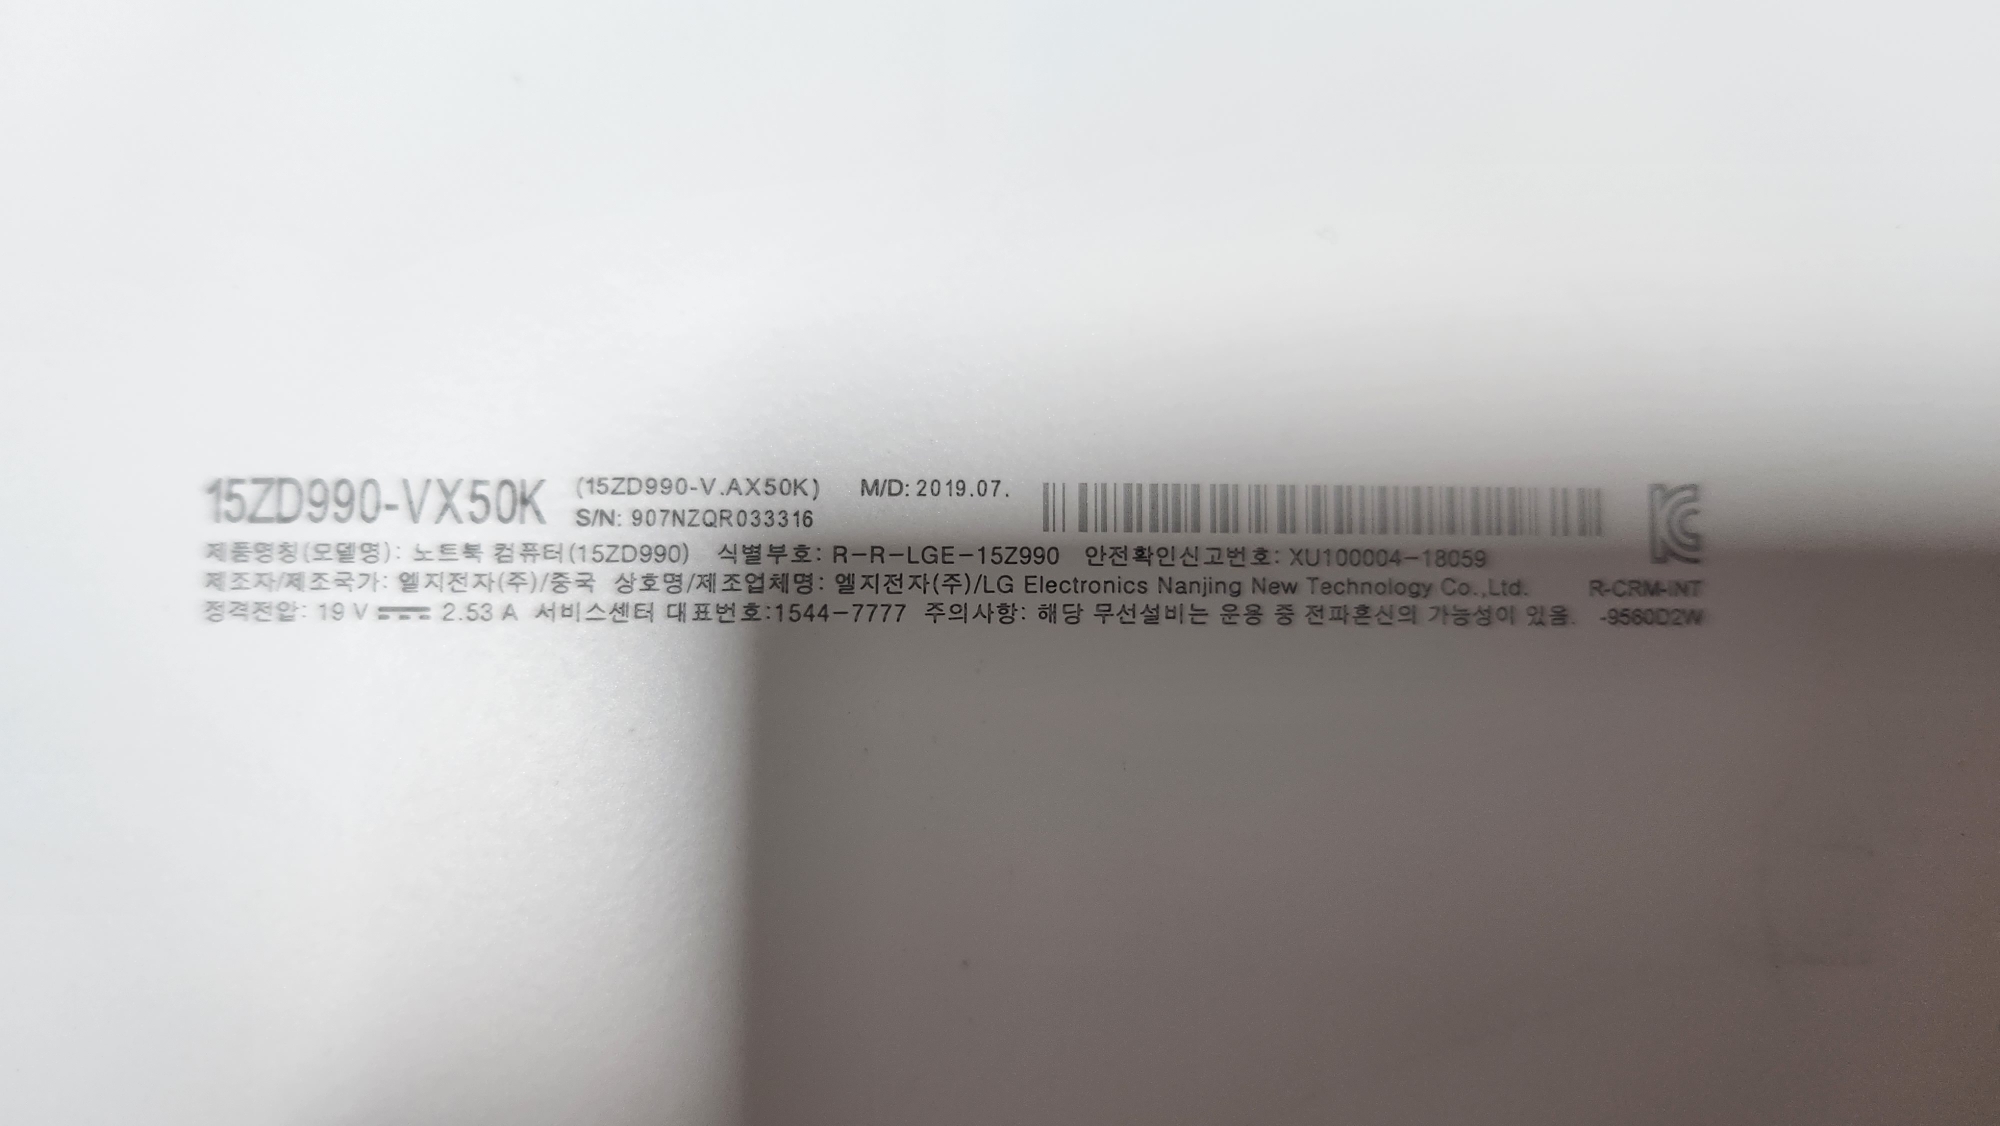 15ZD990-VX50K (15ZD990-V.AX50K) M/D: 2019.07.
S/N: 907NZQR033316
제품명칭(모델명): 노트북 컴퓨터(15ZD990) 식별부호: R-R-LGE-15Z990 안전확인신고번호: XU100004-18059
제조자/제조국가: 엘지전자(주)/중국 상호명/제조업체명: 엘지전자(주)/LG Electronics Nanjing New Technology Co.,Ltd. R-CRM-INT
정격전압: 19 V 2.53 A 서비스센터 대표번호:1544-7777 주의사항: 해당 무선설비는 운용 중 전파혼신의 가능성이 있음. -9560D2W